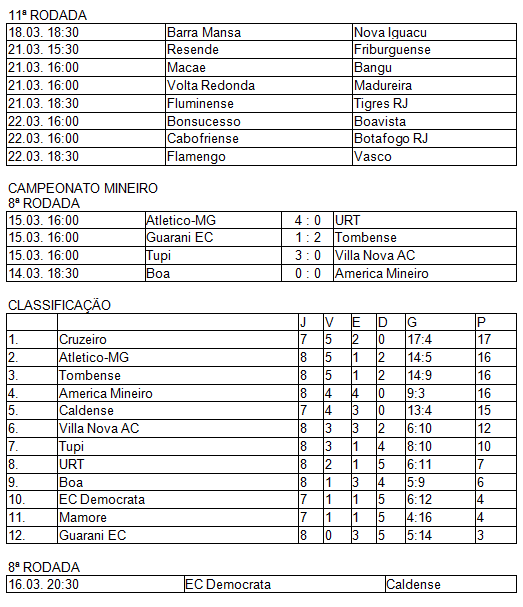 11ª RODADA
18.03. 18:30 Barra Mansa Nova Iguacu
21.03. 15:30 Resende Friburguense
21.03. 16:00 Macae Bangu
21.03. 16:00 Volta Redonda Madureira
21.03. 18:30 Fluminense Tigres RJ
22.03. 16:00 Bonsucesso Boavista
22.03. 16:00 Cabofriense Botafogo RJ
22.03. 18:30 Flamengo Vasco
CAMPEONATO MINEIRO
8ª RODADA
15.03. 16:00 Atletico-MG 4 : 0 URT
15.03. 16:00 Guarani EC 1 : 2 Tombense
15.03. 16:00 Tupi 3 : 0 Villa Nova AC
14.03. 18:30 Boa 0 : 0 America Mineiro
CLASSIFICAÇÃO
J V E D G P
1. Cruzeiro 7 5 2 0 17:4 17
2. Atletico-MG 8 5 1 2 14:5 16
3. Tombense 8 5 1 2 14:9 16
4. America Mineiro 8 4 4 0 9:3 16
5. Caldense 7 4 3 0 13:4 15
6. Villa Nova AC 8 3 3 2 6:10 12
7. Tupi 8 3 1 4 8:10 10
8. URT 8 2 1 5 6:11 7
9. Boa 8 1 3 4 5:9 6
10. EC Democrata 7 1 1 5 6:12 4
11. Mamore 7 1 1 5 4:16 4
12. Guarani EC 8 0 3 5 5:14 3
8ª RODADA
16.03. 20:30 EC Democrata Caldense